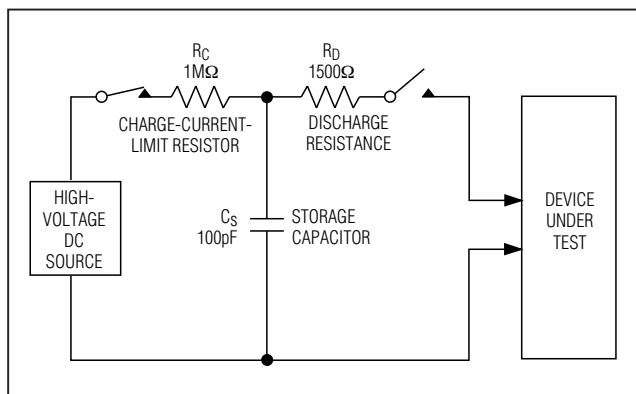 R_C
1MΩ
CHARGE-CURRENT-
LIMIT RESISTOR
R_D
1500Ω
DISCHARGE
RESISTANCE
HIGH-
VOLTAGE
DC
SOURCE
C_S
100pF
STORAGE
CAPACITOR
DEVICE
UNDER
TEST